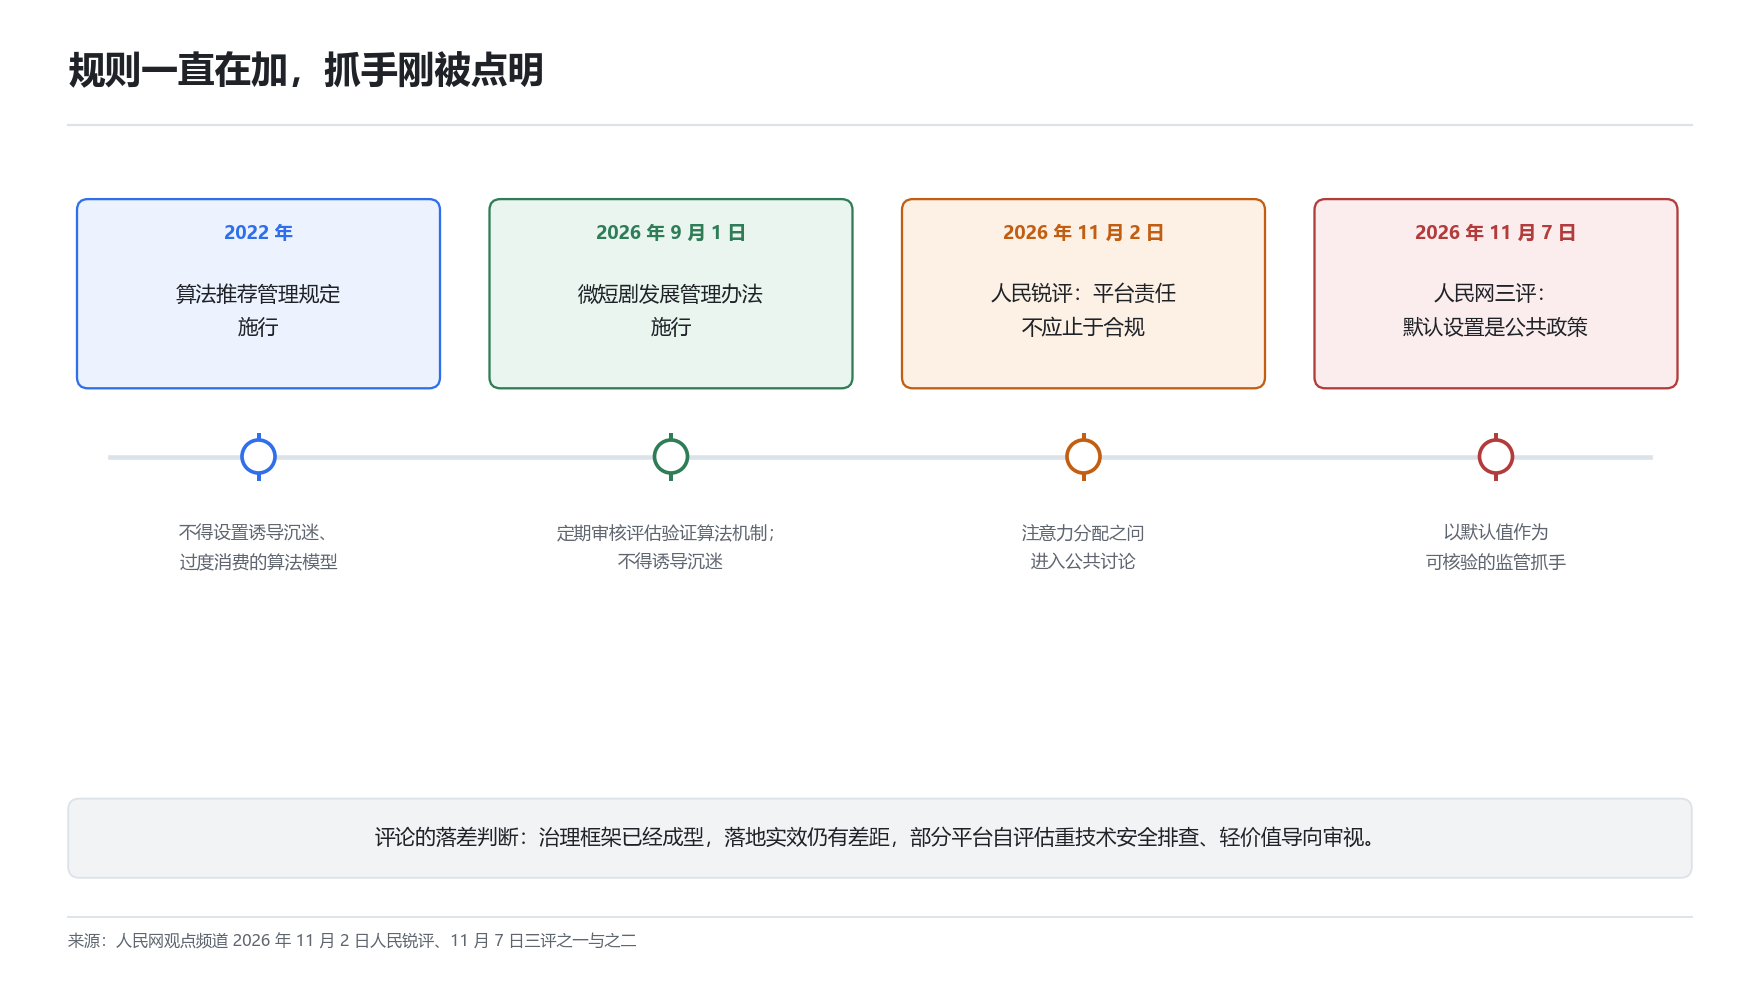 规则一直在加，抓手刚被点明
2022 年
算法推荐管理规定
施行
2026 年 9 月 1 日
微短剧发展管理办法
施行
2026 年 11 月 2 日
人民锐评：平台责任
不应止于合规
2026 年 11 月 7 日
人民网三评：
默认设置是公共政策
不得设置诱导沉迷、
过度消费的算法模型
定期审核评估验证算法机制；
不得诱导沉迷
注意力分配之问
进入公共讨论
以默认值作为
可核验的监管抓手
评论的落差判断：治理框架已经成型，落地实效仍有差距，部分平台自评估重技术安全排查、轻价值导向审视。
来源：人民网观点频道 2026 年 11 月 2 日人民锐评、11 月 7 日三评之一与之二